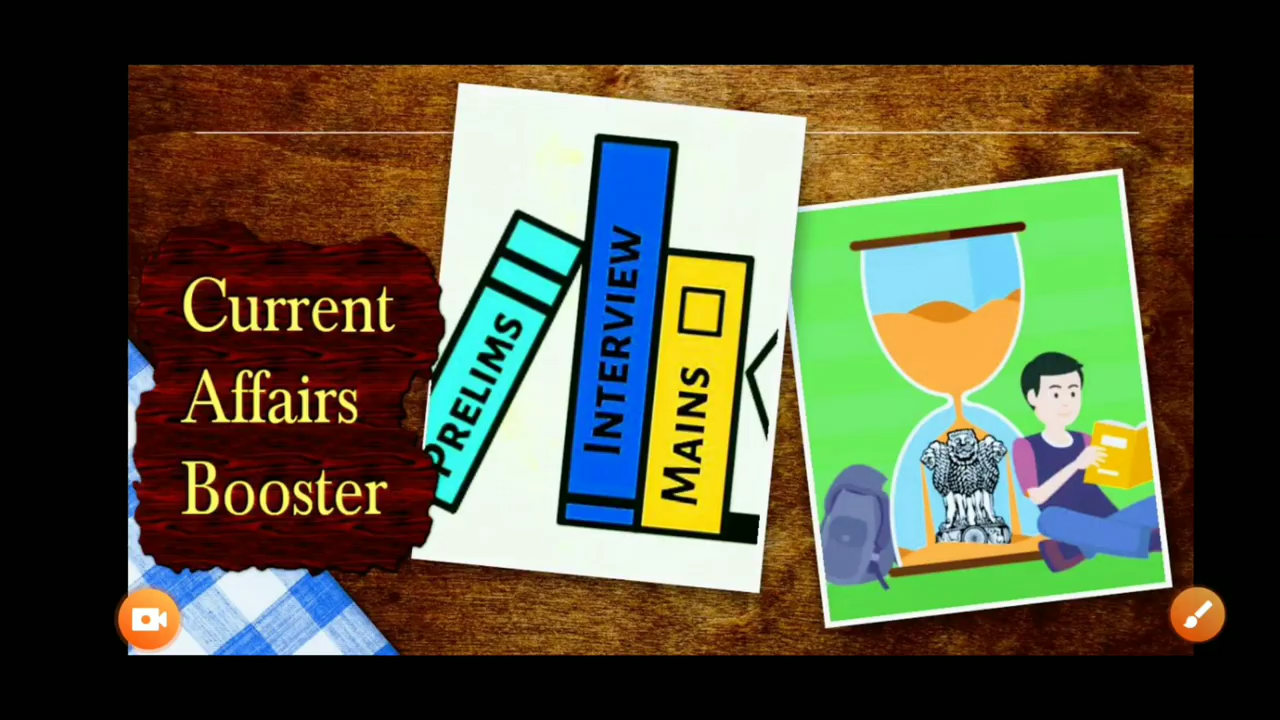 Current
Affairs
Booster
PRELIMS
INTERVIEW
MAINS